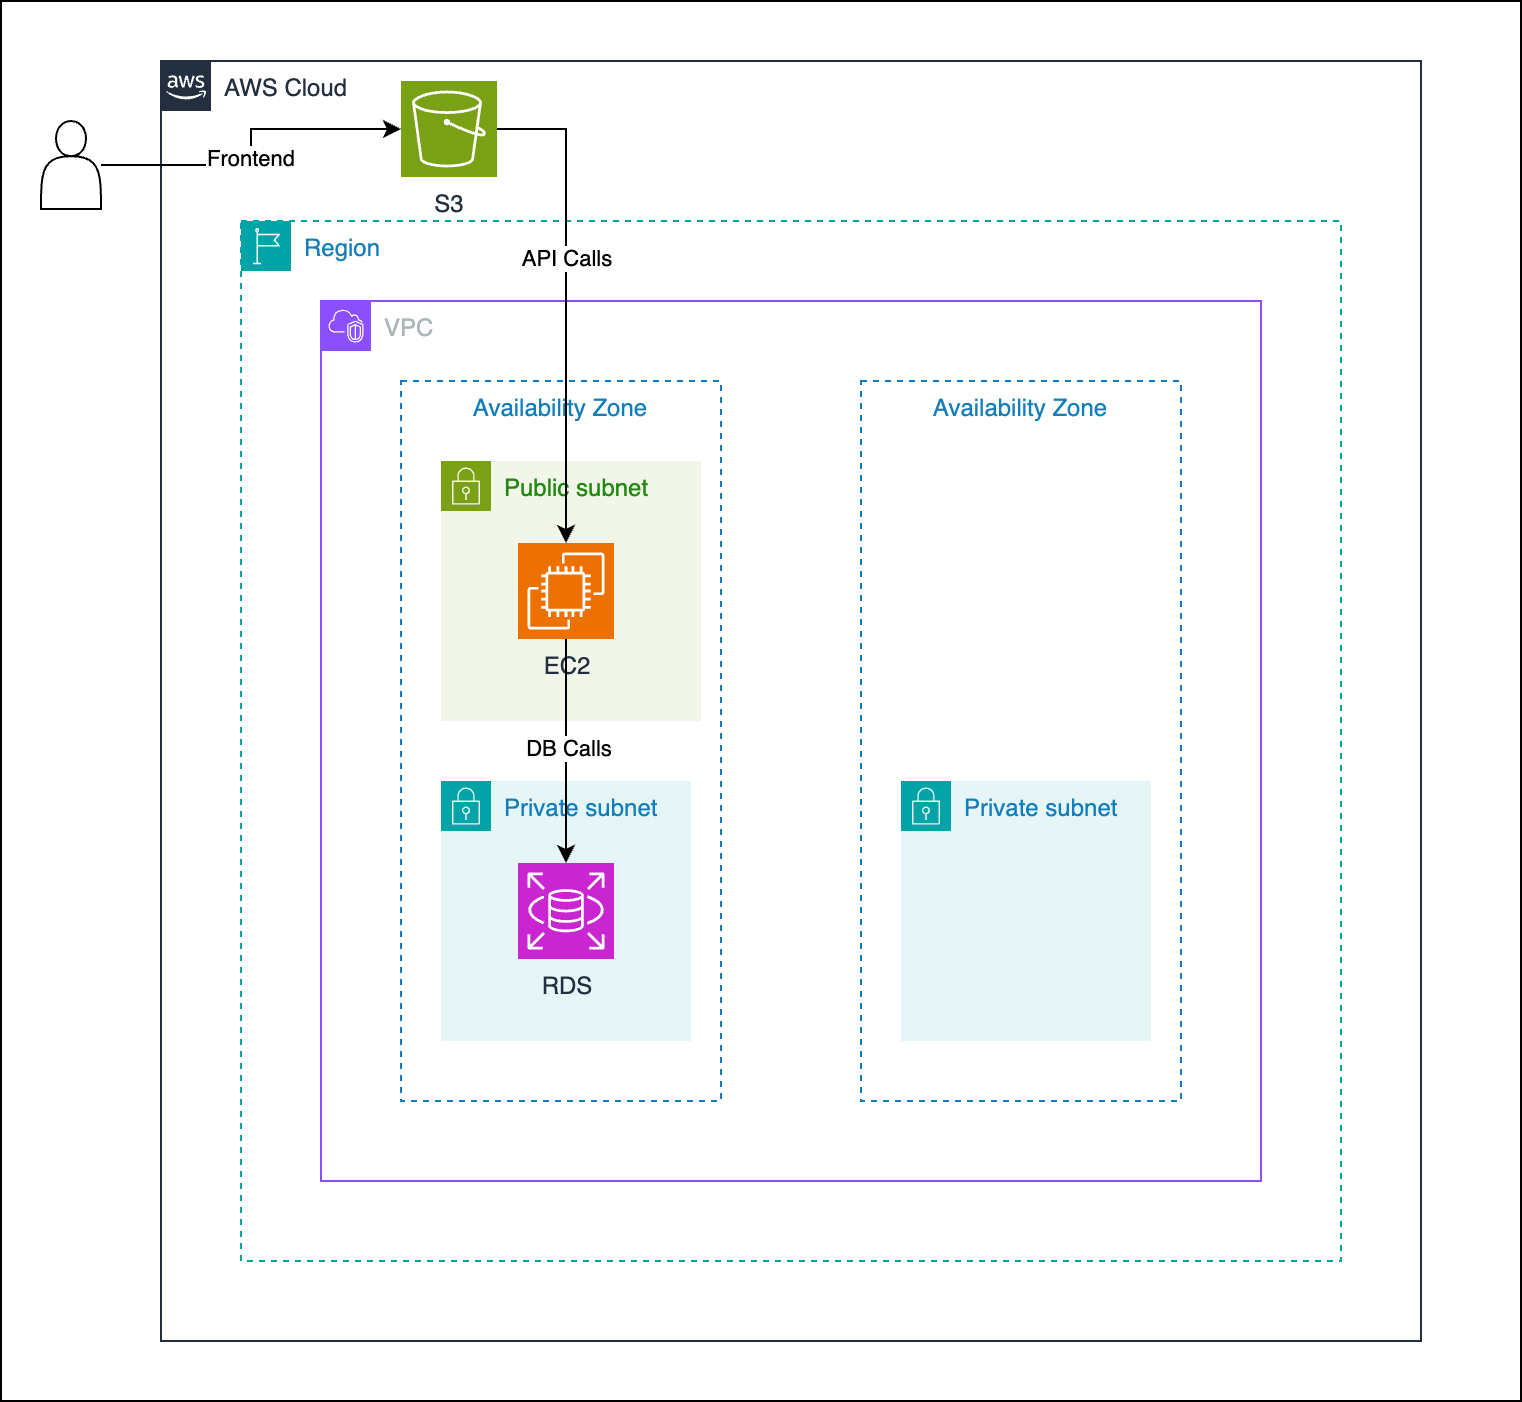 aws
AWS Cloud
Frontend
S3
Region
API Calls
VPC
Availability Zone
Availability Zone
Public subnet
EC2
DB Calls
Private subnet
Private subnet
RDS